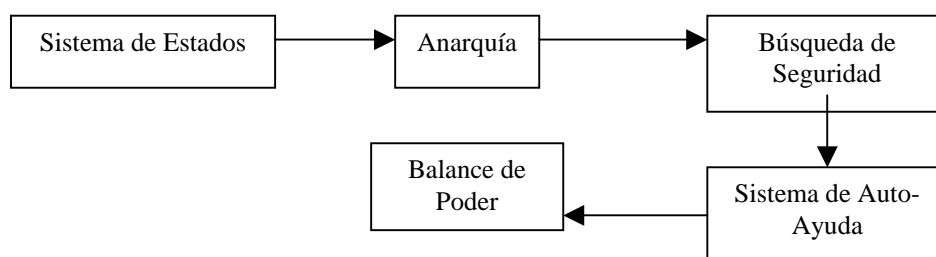 Sistema de Estados
Anarquía
Búsqueda de
Seguridad
Sistema de Auto-
Ayuda
Balance de
Poder